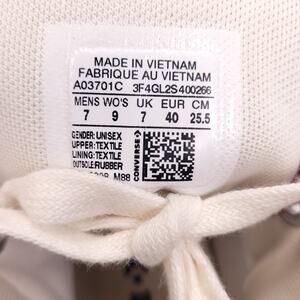 MADE IN VIETNAM
FABRIQUE AU VIETNAM
A03701C 3F4GL2S400266
MENS WO'S UK EUR CM
7 9 7 40 25.5
GENDER: UNISEX
UPPER: TEXTILE
LINING: TEXTILE
OUTSOLE: RUBBER
M88
CONVERSE